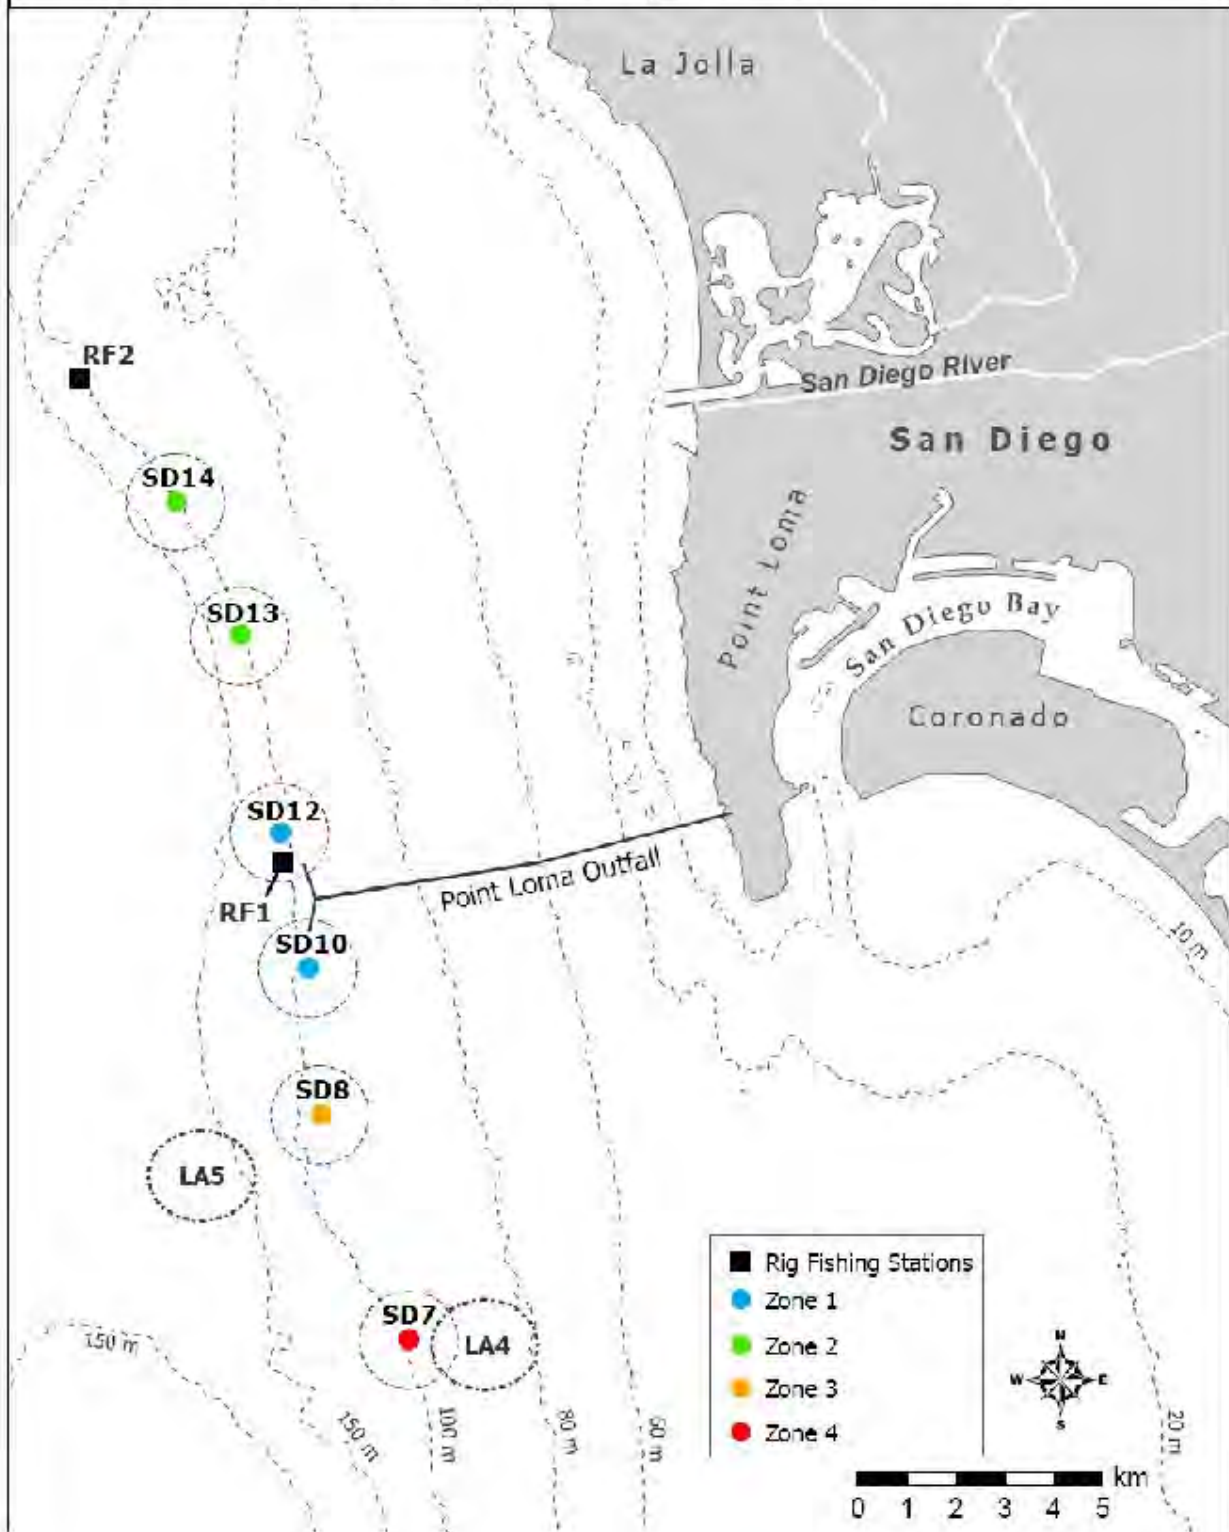 La Jolla
RF2
San Diego River
San Diego
SD14
Point Loma
SD13
San Diego Bay
Coronado
SD12
Point Loma Outfall
RF1
SD10
10 m
SD8
LA5
SD7
LA4
150 m
150 m
100 m
80 m
60 m
20 m
Rig Fishing Stations
Zone 1
Zone 2
Zone 3
Zone 4
N
W E
S
km
0 1 2 3 4 5